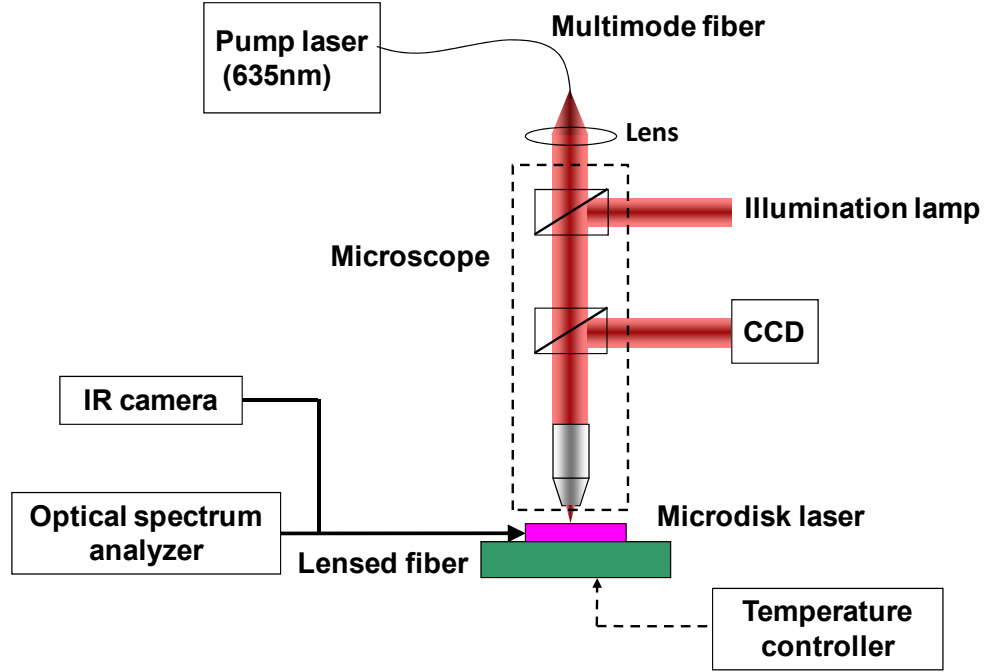 Multimode fiber
Pump laser
(635nm)
Lens
Illumination lamp
Microscope
CCD
IR camera
Optical spectrum
analyzer
Microdisk laser
Lensed fiber
Temperature
controller